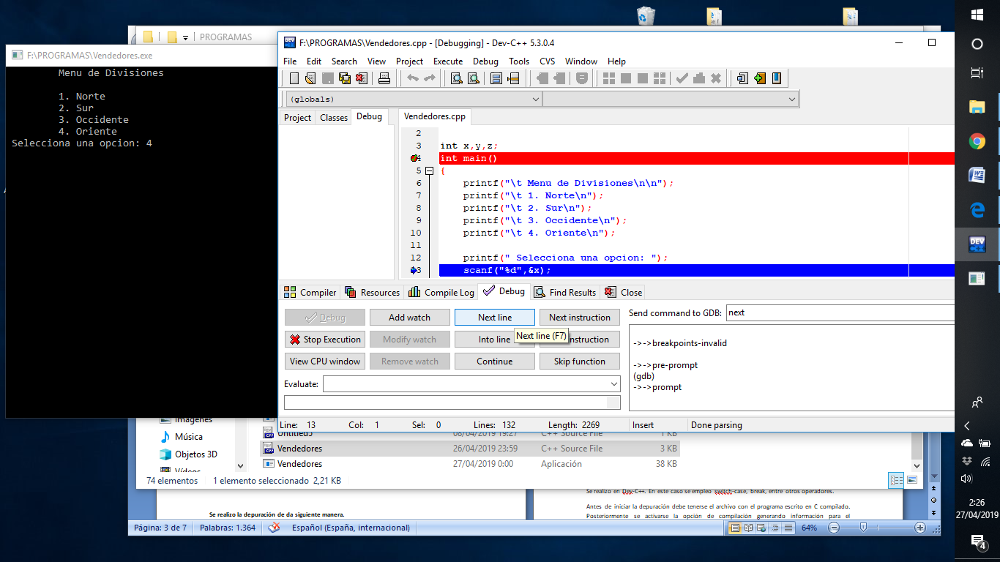 PROGRAMAS
F:\PROGRAMAS\Vendedores.exe
Menu de Divisiones
1. Norte
2. Sur
3. Occidente
4. Oriente
Selecciona una opcion: 4
F:\PROGRAMAS\Vendedores.cpp - [Debugging] - Dev-C++ 5.3.0.4
File Edit Search View Project Execute Debug Tools CVS Window Help
(globals)
Project Classes Debug
Vendedores.cpp
2
3 int x,y,z;
4 int main()
5 {
6 printf("\t Menu de Divisiones\n\n");
7 printf("\t 1. Norte\n");
8 printf("\t 2. Sur\n");
9 printf("\t 3. Occidente\n");
10 printf("\t 4. Oriente\n");
11
12 printf(" Selecciona una opcion: ");
3 scanf("%d",&x);
Compiler Resources Compile Log Debug Find Results Close
Debug Add watch Next line Next instruction
Next line (F7)
Stop Execution Modify watch Into line instruction
View CPU window Remove watch Continue Skip function
Evaluate:
Send command to GDB: next
->->breakpoints-invalid
->->pre-prompt
(gdb)
->->prompt
Line: 13 Col: 1 Sel: 0 Lines: 132 Length: 2269 Insert Done parsing
Imágenes
Música
Objetos 3D
Vídeos
Untitled5 08/04/2019 19:27 C++ Source File 1 KB
Vendedores 26/04/2019 23:59 C++ Source File 3 KB
Vendedores 27/04/2019 0:00 Aplicación 38 KB
74 elementos 1 elemento seleccionado 2,21 KB
Se realizo la depuración de da siguiente manera.
Se realizo en Dev-C++. En este caso se empleo switch-case, break, entre otros operadores.
Antes de iniciar la depuración debe tenerse el archivo con el programa escrito en C compilado.
Posteriormente se activarse la opción de compilación generando información para el
Página: 3 de 7 Palabras: 1.364 Español (España, internacional) 64%
DEV
2:26
27/04/2019
4